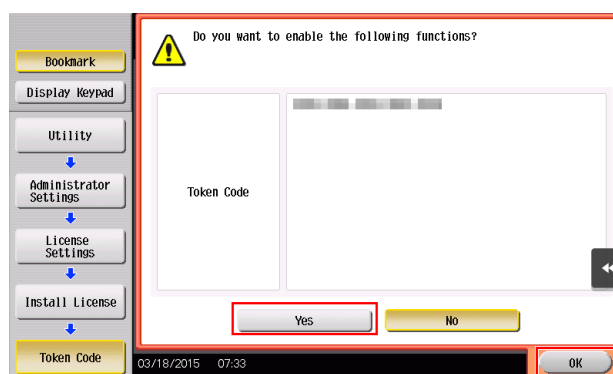 Do you want to enable the following functions?
Bookmark
Display Keypad
Utility
Administrator
Settings
License
Settings
Install License
Token Code
Token Code
Yes
No
03/18/2015 07:33
OK